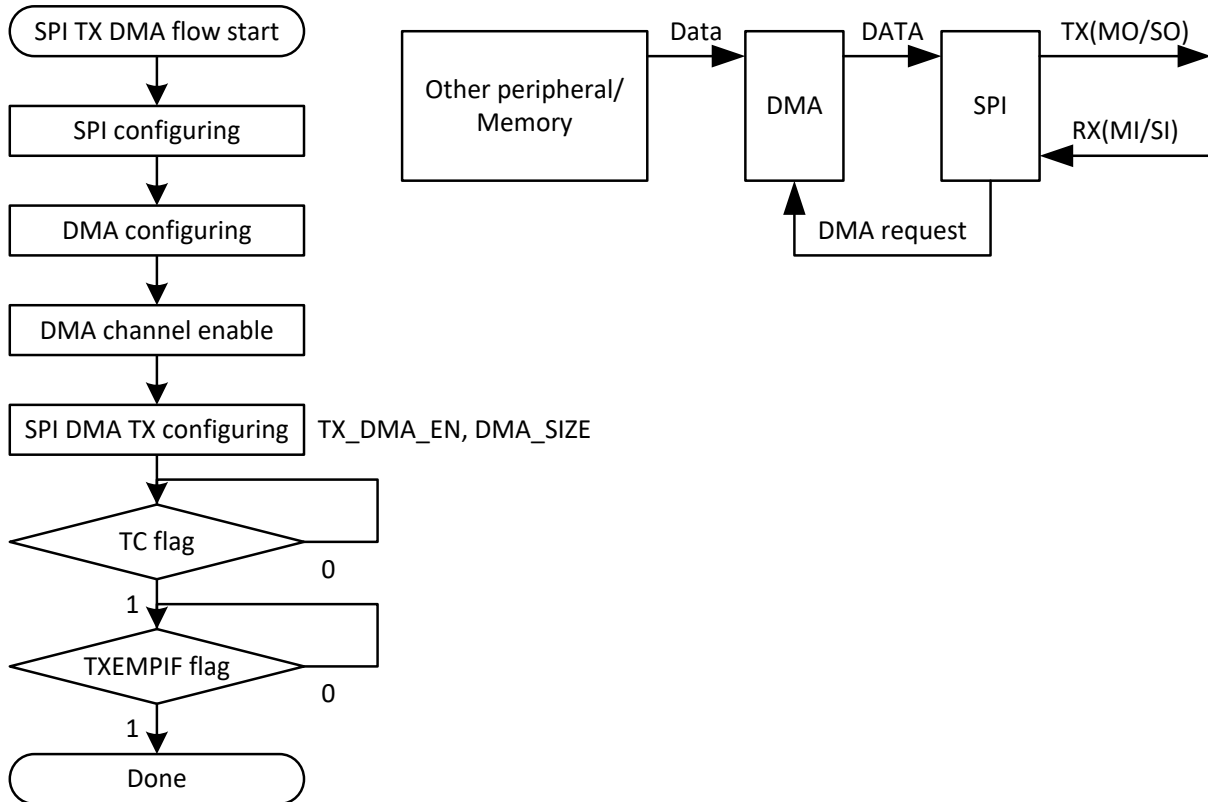 SPI TX DMA flow start
SPI configuring
DMA configuring
DMA channel enable
SPI DMA TX configuring
TX_DMA_EN, DMA_SIZE
TC flag
0
1
TXEMPIF flag
0
1
Done
Other peripheral/
Memory
Data
DMA
DATA
SPI
TX(MO/SO)
RX(MI/SI)
DMA request